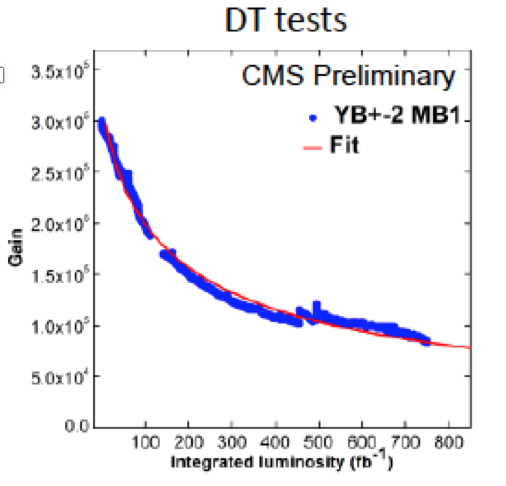 DT tests
CMS Preliminary
YB+-2 MB1
Fit
3.5x10⁵
3.0x10⁵
2.5x10⁵
2.0x10⁵
1.5x10⁵
1.0x10⁵
5.0x10⁴
0.0
Gain
100 200 300 400 500 600 700 800
Integrated luminosity (fb⁻¹)